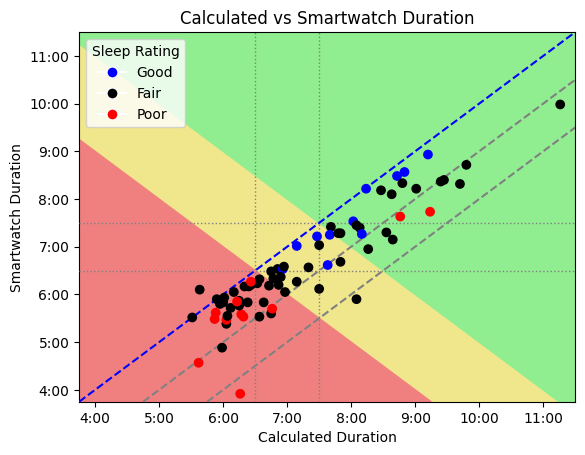 Calculated vs Smartwatch Duration
Sleep Rating
Good
Fair
Poor
Smartwatch Duration
11:00
10:00
9:00
8:00
7:00
6:00
5:00
4:00
4:00 5:00 6:00 7:00 8:00 9:00 10:00 11:00
Calculated Duration